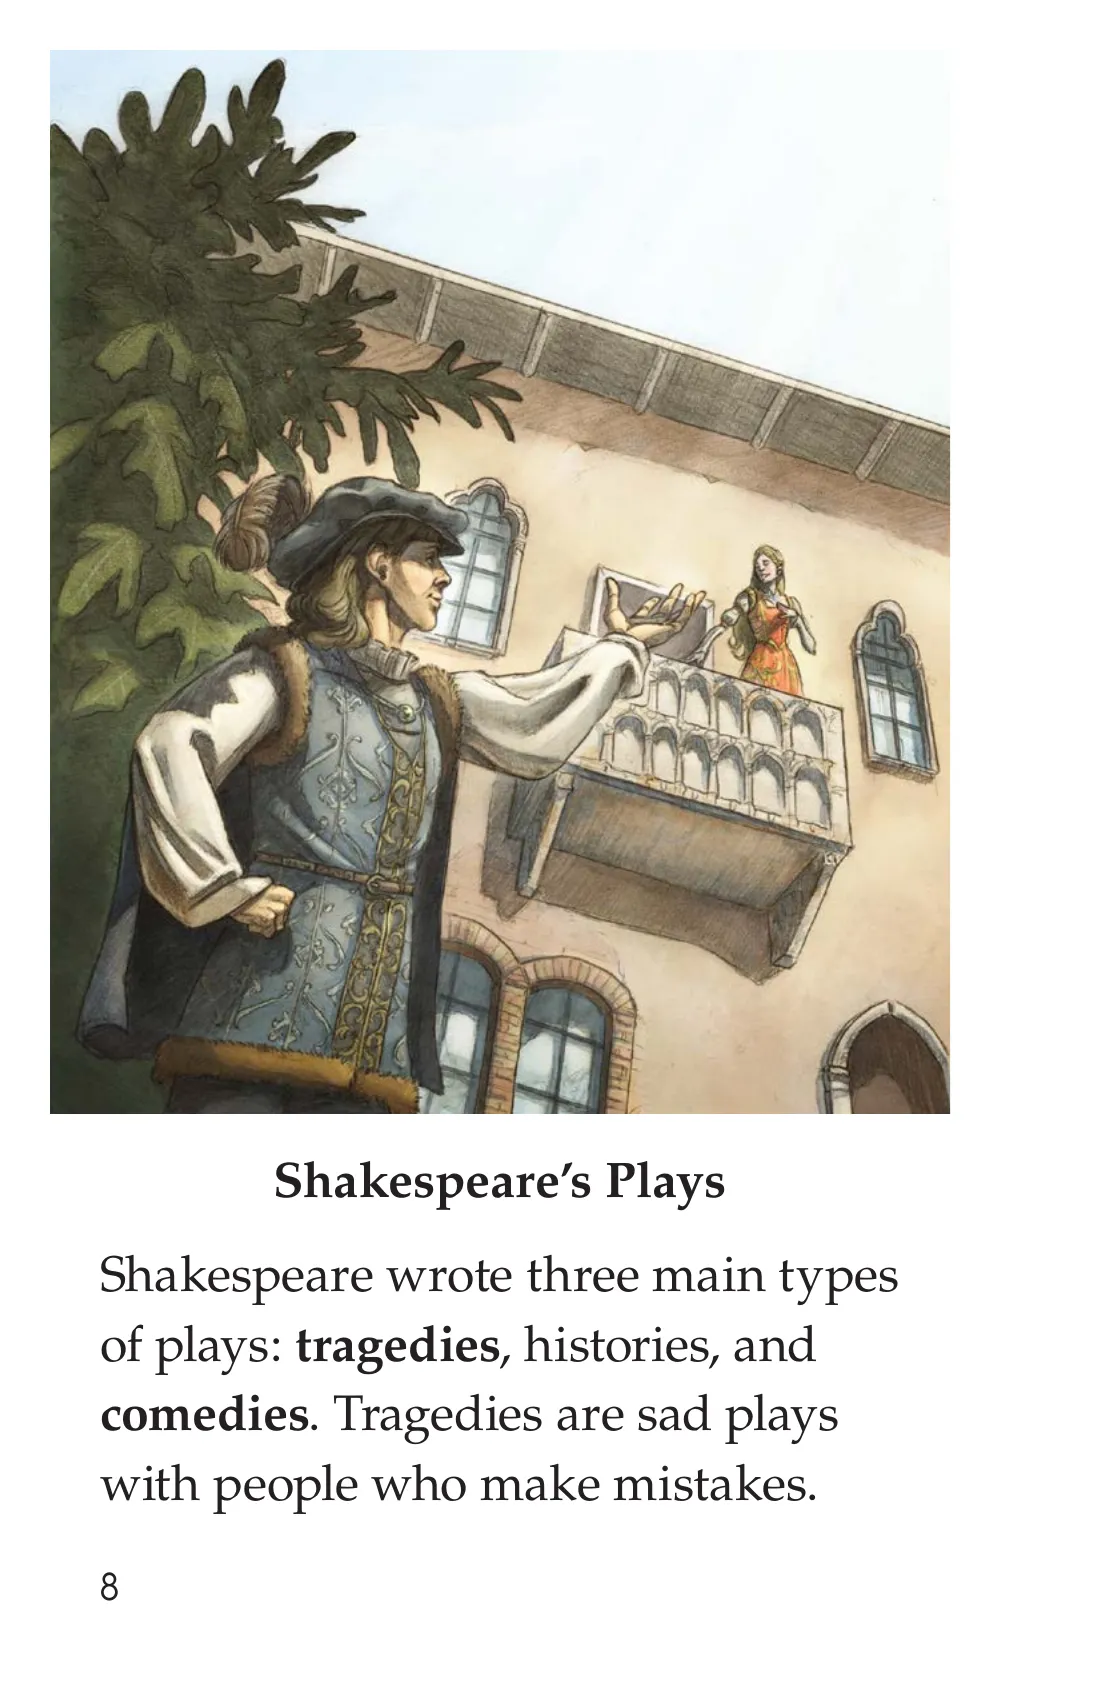 Shakespeare’s Plays
Shakespeare wrote three main types
of plays: tragedies, histories, and
comedies. Tragedies are sad plays
with people who make mistakes.
8